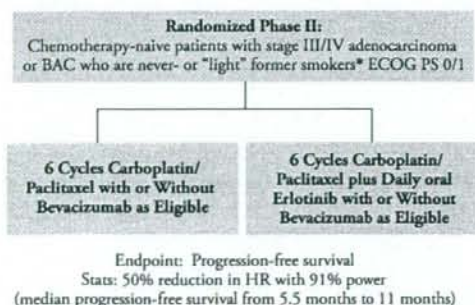 Randomized Phase II:
Chemotherapy-naive patients with stage III/IV adenocarcinoma
or BAC who are never- or "light" former smokers* ECOG PS 0/1
6 Cycles Carboplatin/
Paclitaxel with or Without
Bevacizumab as Eligible
6 Cycles Carboplatin/
Paclitaxel plus Daily oral
Erlotinib with or Without
Bevacizumab as Eligible
Endpoint: Progression-free survival
Stats: 50% reduction in HR with 91% power
(median progression-free survival from 5.5 months to 11 months)